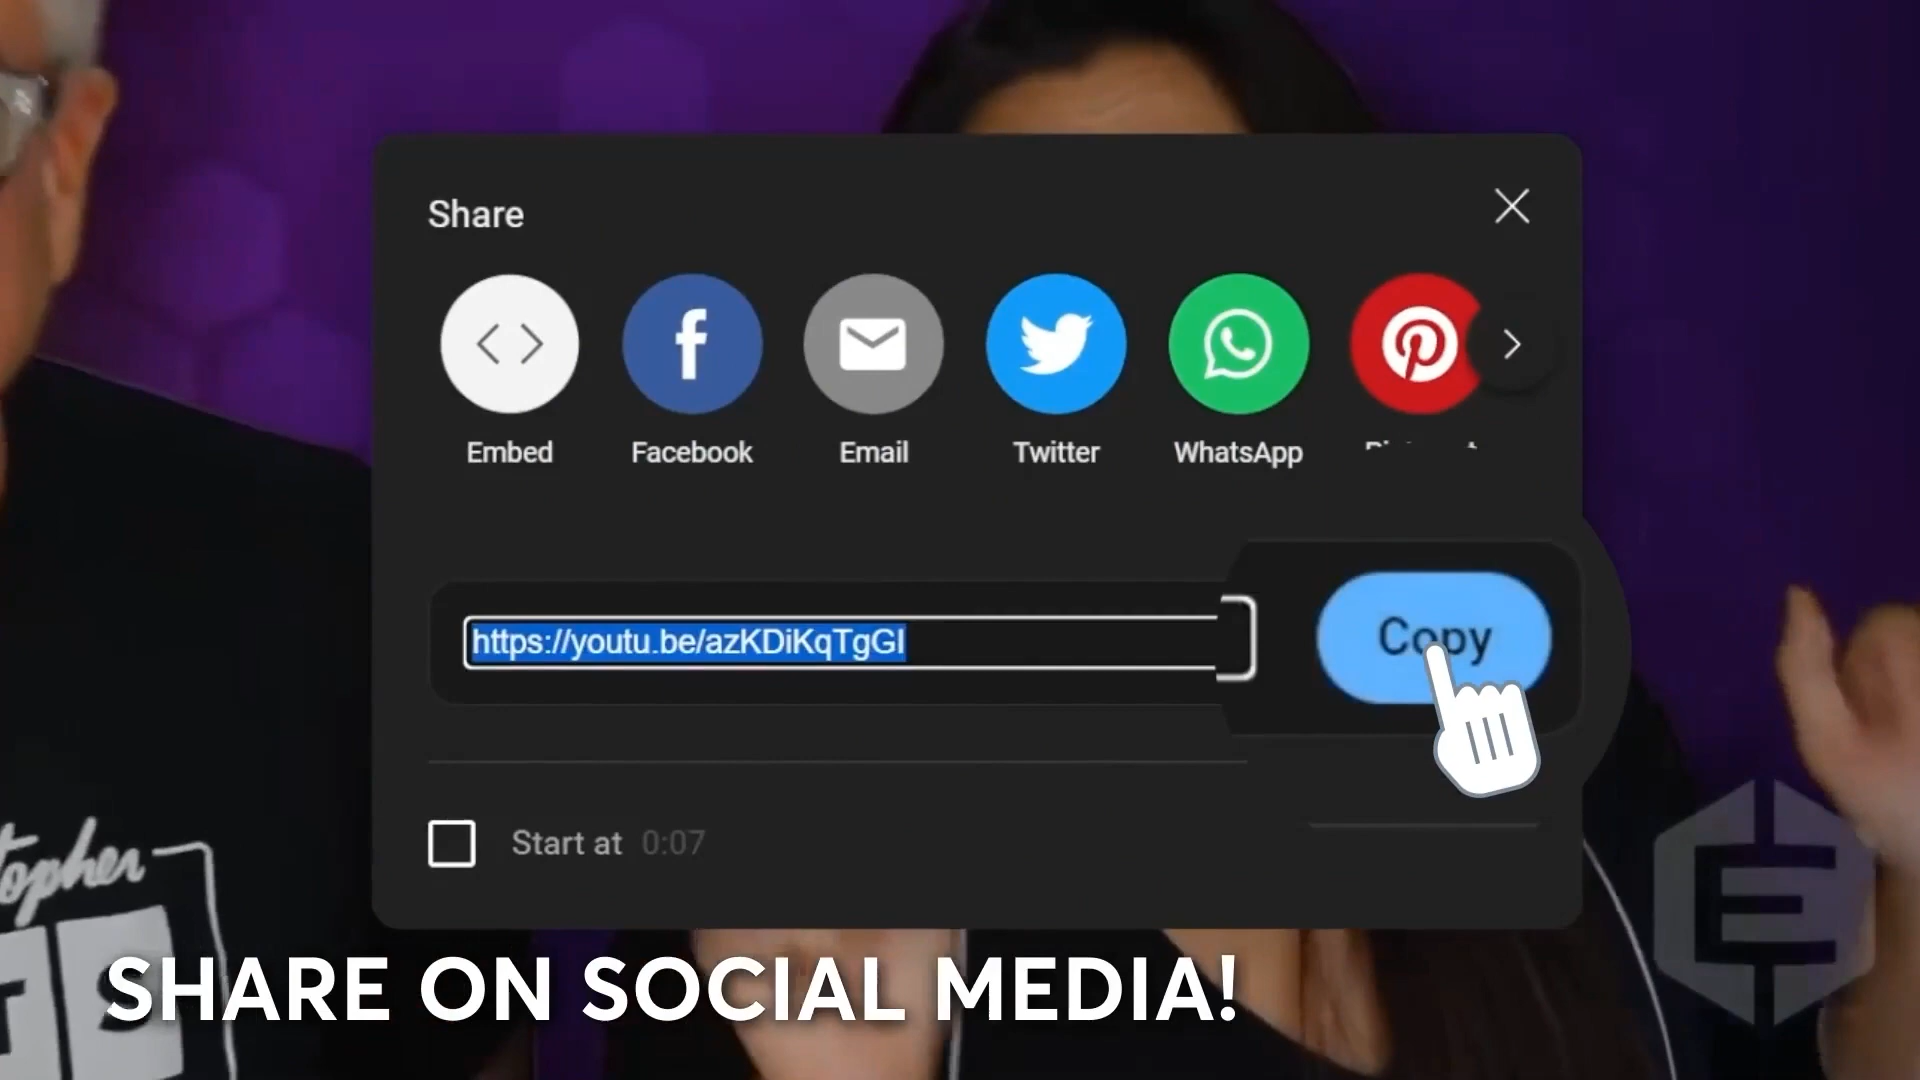 Share
Embed
Facebook
Email
Twitter
WhatsApp
https://youtu.be/azKDiKqTgGI
Copy
Start at 0:07
SHARE ON SOCIAL MEDIA!